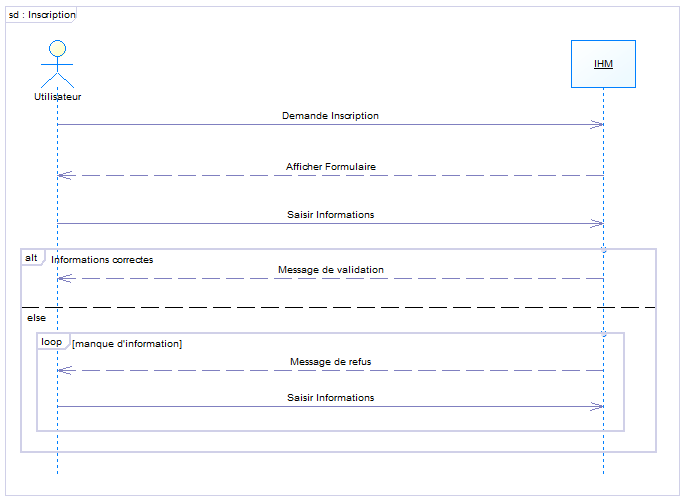 sd : Inscription
Utilisateur
IHM
Demande Inscription
Afficher Formulaire
Saisir Informations
alt
Informations correctes
Message de validation
else
loop
[manque d'information]
Message de refus
Saisir Informations